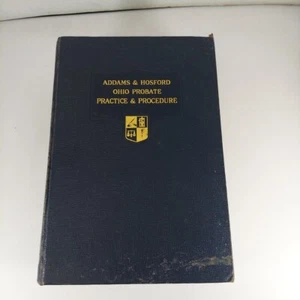 ADDAMS & HOSFORD
OHIO PROBATE
PRACTICE & PROCEDURE